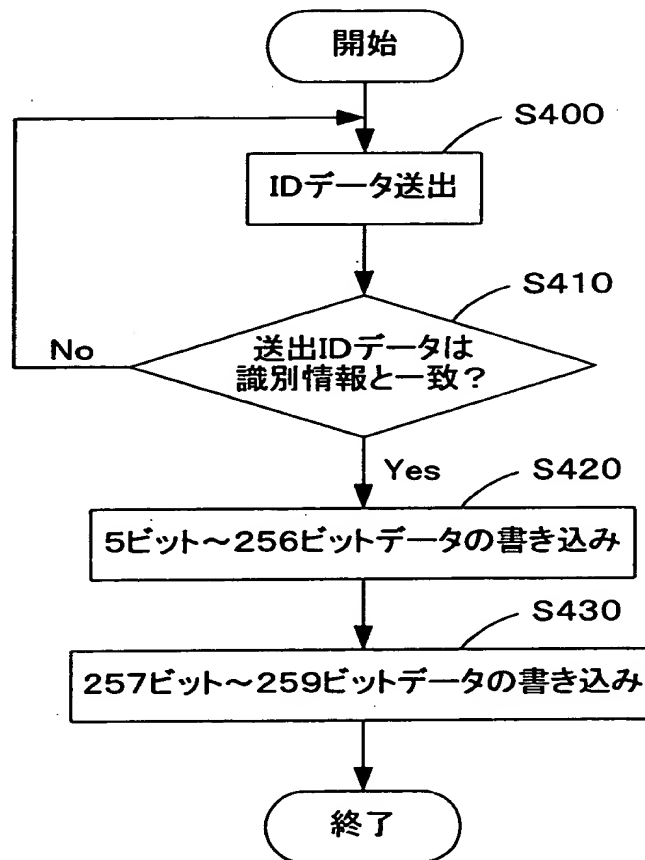 開始
S400
IDデータ送出
S410
送出IDデータは
識別情報と一致？
No
Yes
S420
5ビット～256ビットデータの書き込み
S430
257ビット～259ビットデータの書き込み
終了